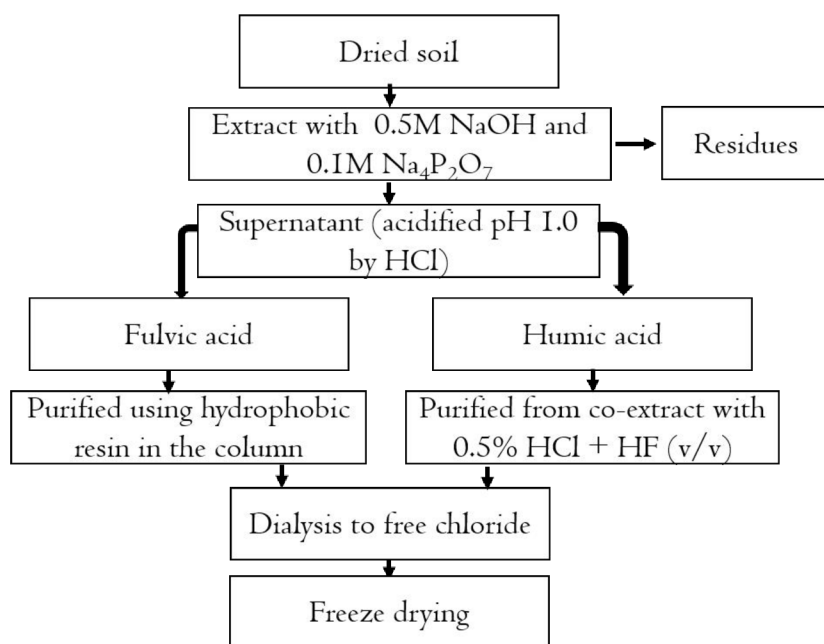 Dried soil
Extract with 0.5M NaOH and
0.1M Na₄P₂O₇
Residues
Supernatant (acidified pH 1.0
by HCl)
Fulvic acid
Humic acid
Purified using hydrophobic
resin in the column
Purified from co-extract with
0.5% HCl + HF (v/v)
Dialysis to free chloride
Freeze drying